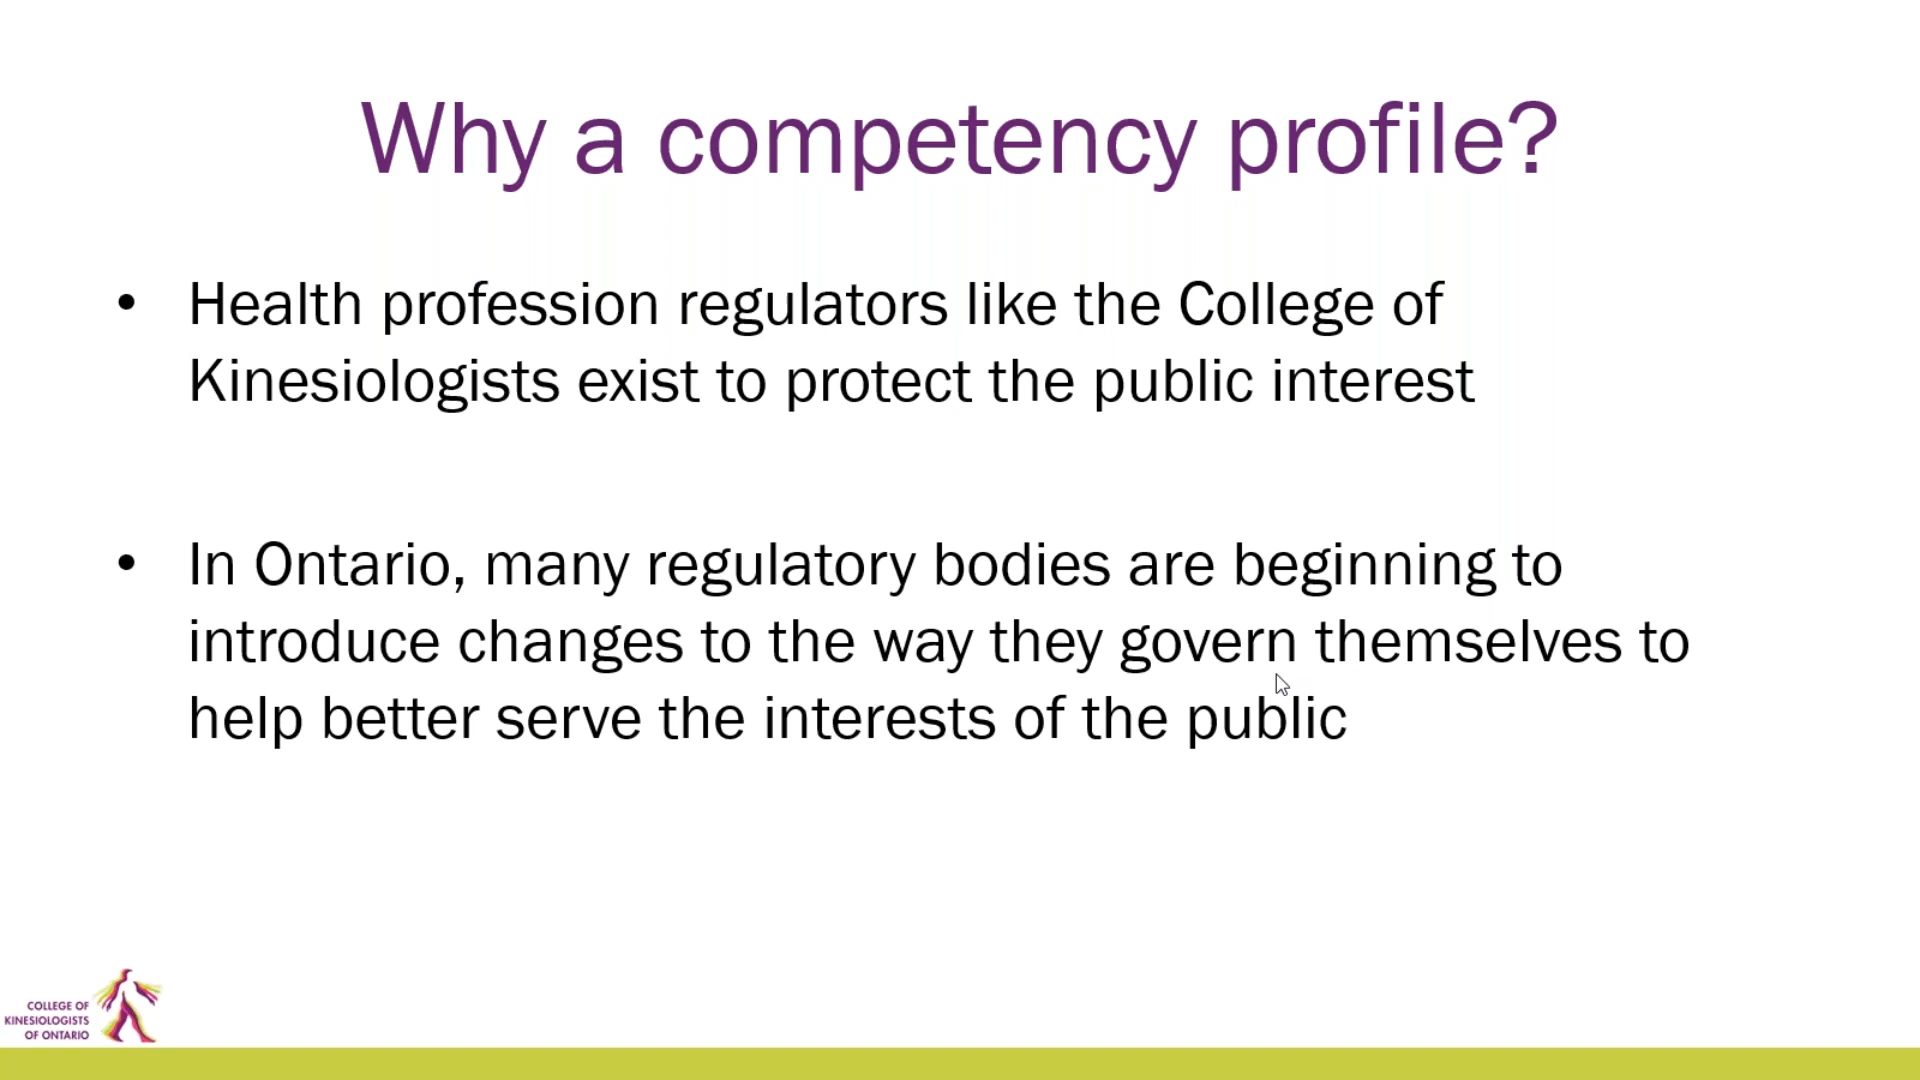 Why a competency profile?
• Health profession regulators like the College of
Kinesiologists exist to protect the public interest
• In Ontario, many regulatory bodies are beginning to
introduce changes to the way they govern themselves to
help better serve the interests of the public
COLLEGE OF
KINESIOLOGISTS
OF ONTARIO